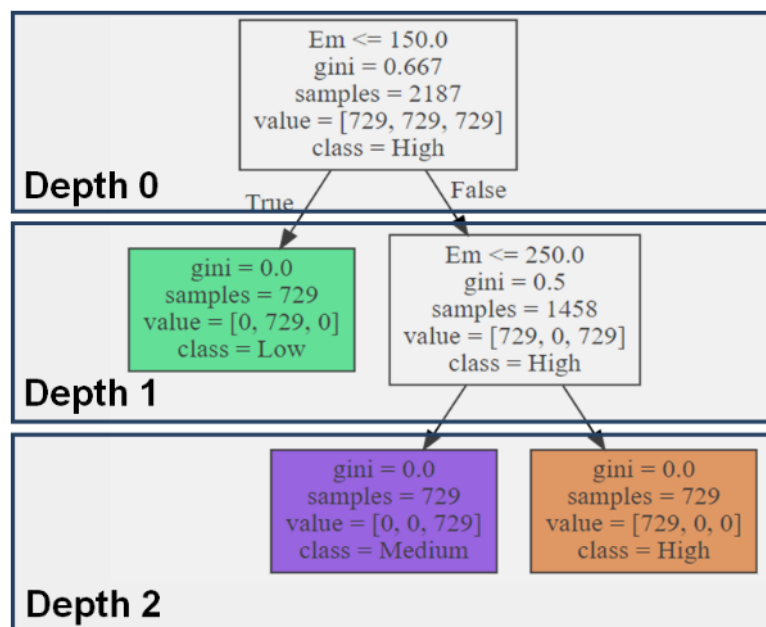 Em <= 150.0
gini = 0.667
samples = 2187
value = [729, 729, 729]
class = High
Depth 0
True
False
gini = 0.0
samples = 729
value = [0, 729, 0]
class = Low
Em <= 250.0
gini = 0.5
samples = 1458
value = [729, 0, 729]
class = High
Depth 1
gini = 0.0
samples = 729
value = [0, 0, 729]
class = Medium
gini = 0.0
samples = 729
value = [729, 0, 0]
class = High
Depth 2